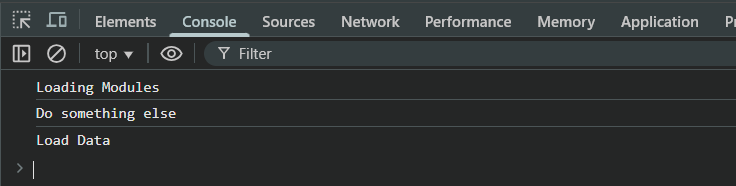 Elements Console Sources Network Performance Memory Application
top Filter
Loading Modules
Do something else
Load Data